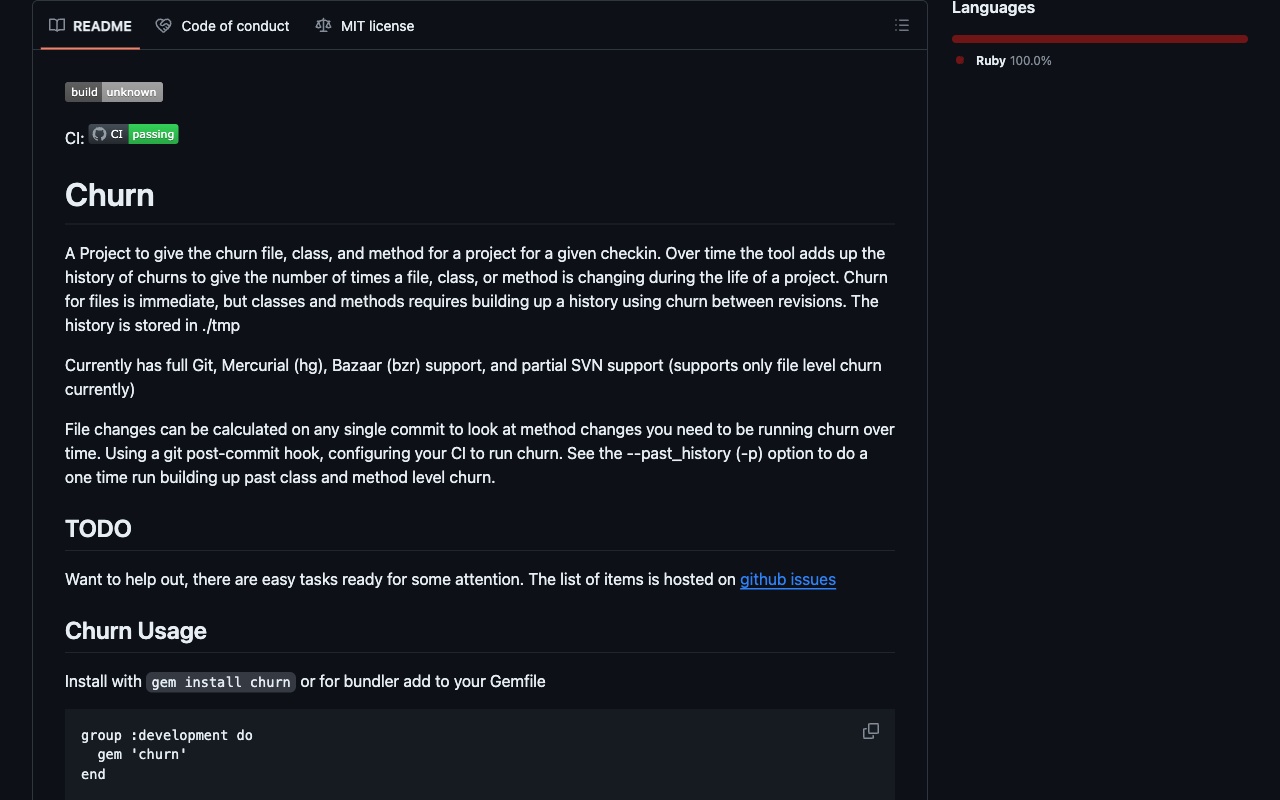 README
Code of conduct
MIT license
Languages
Ruby 100.0%
build unknown
CI: CI passing
Churn
A Project to give the churn file, class, and method for a project for a given checkin. Over time the tool adds up the
history of churns to give the number of times a file, class, or method is changing during the life of a project. Churn
for files is immediate, but classes and methods requires building up a history using churn between revisions. The
history is stored in ./tmp
Currently has full Git, Mercurial (hg), Bazaar (bzr) support, and partial SVN support (supports only file level churn
currently)
File changes can be calculated on any single commit to look at method changes you need to be running churn over
time. Using a git post-commit hook, configuring your CI to run churn. See the --past_history (-p) option to do a
one time run building up past class and method level churn.
TODO
Want to help out, there are easy tasks ready for some attention. The list of items is hosted on github issues
Churn Usage
Install with gem install churn or for bundler add to your Gemfile
group :development do
  gem 'churn'
end